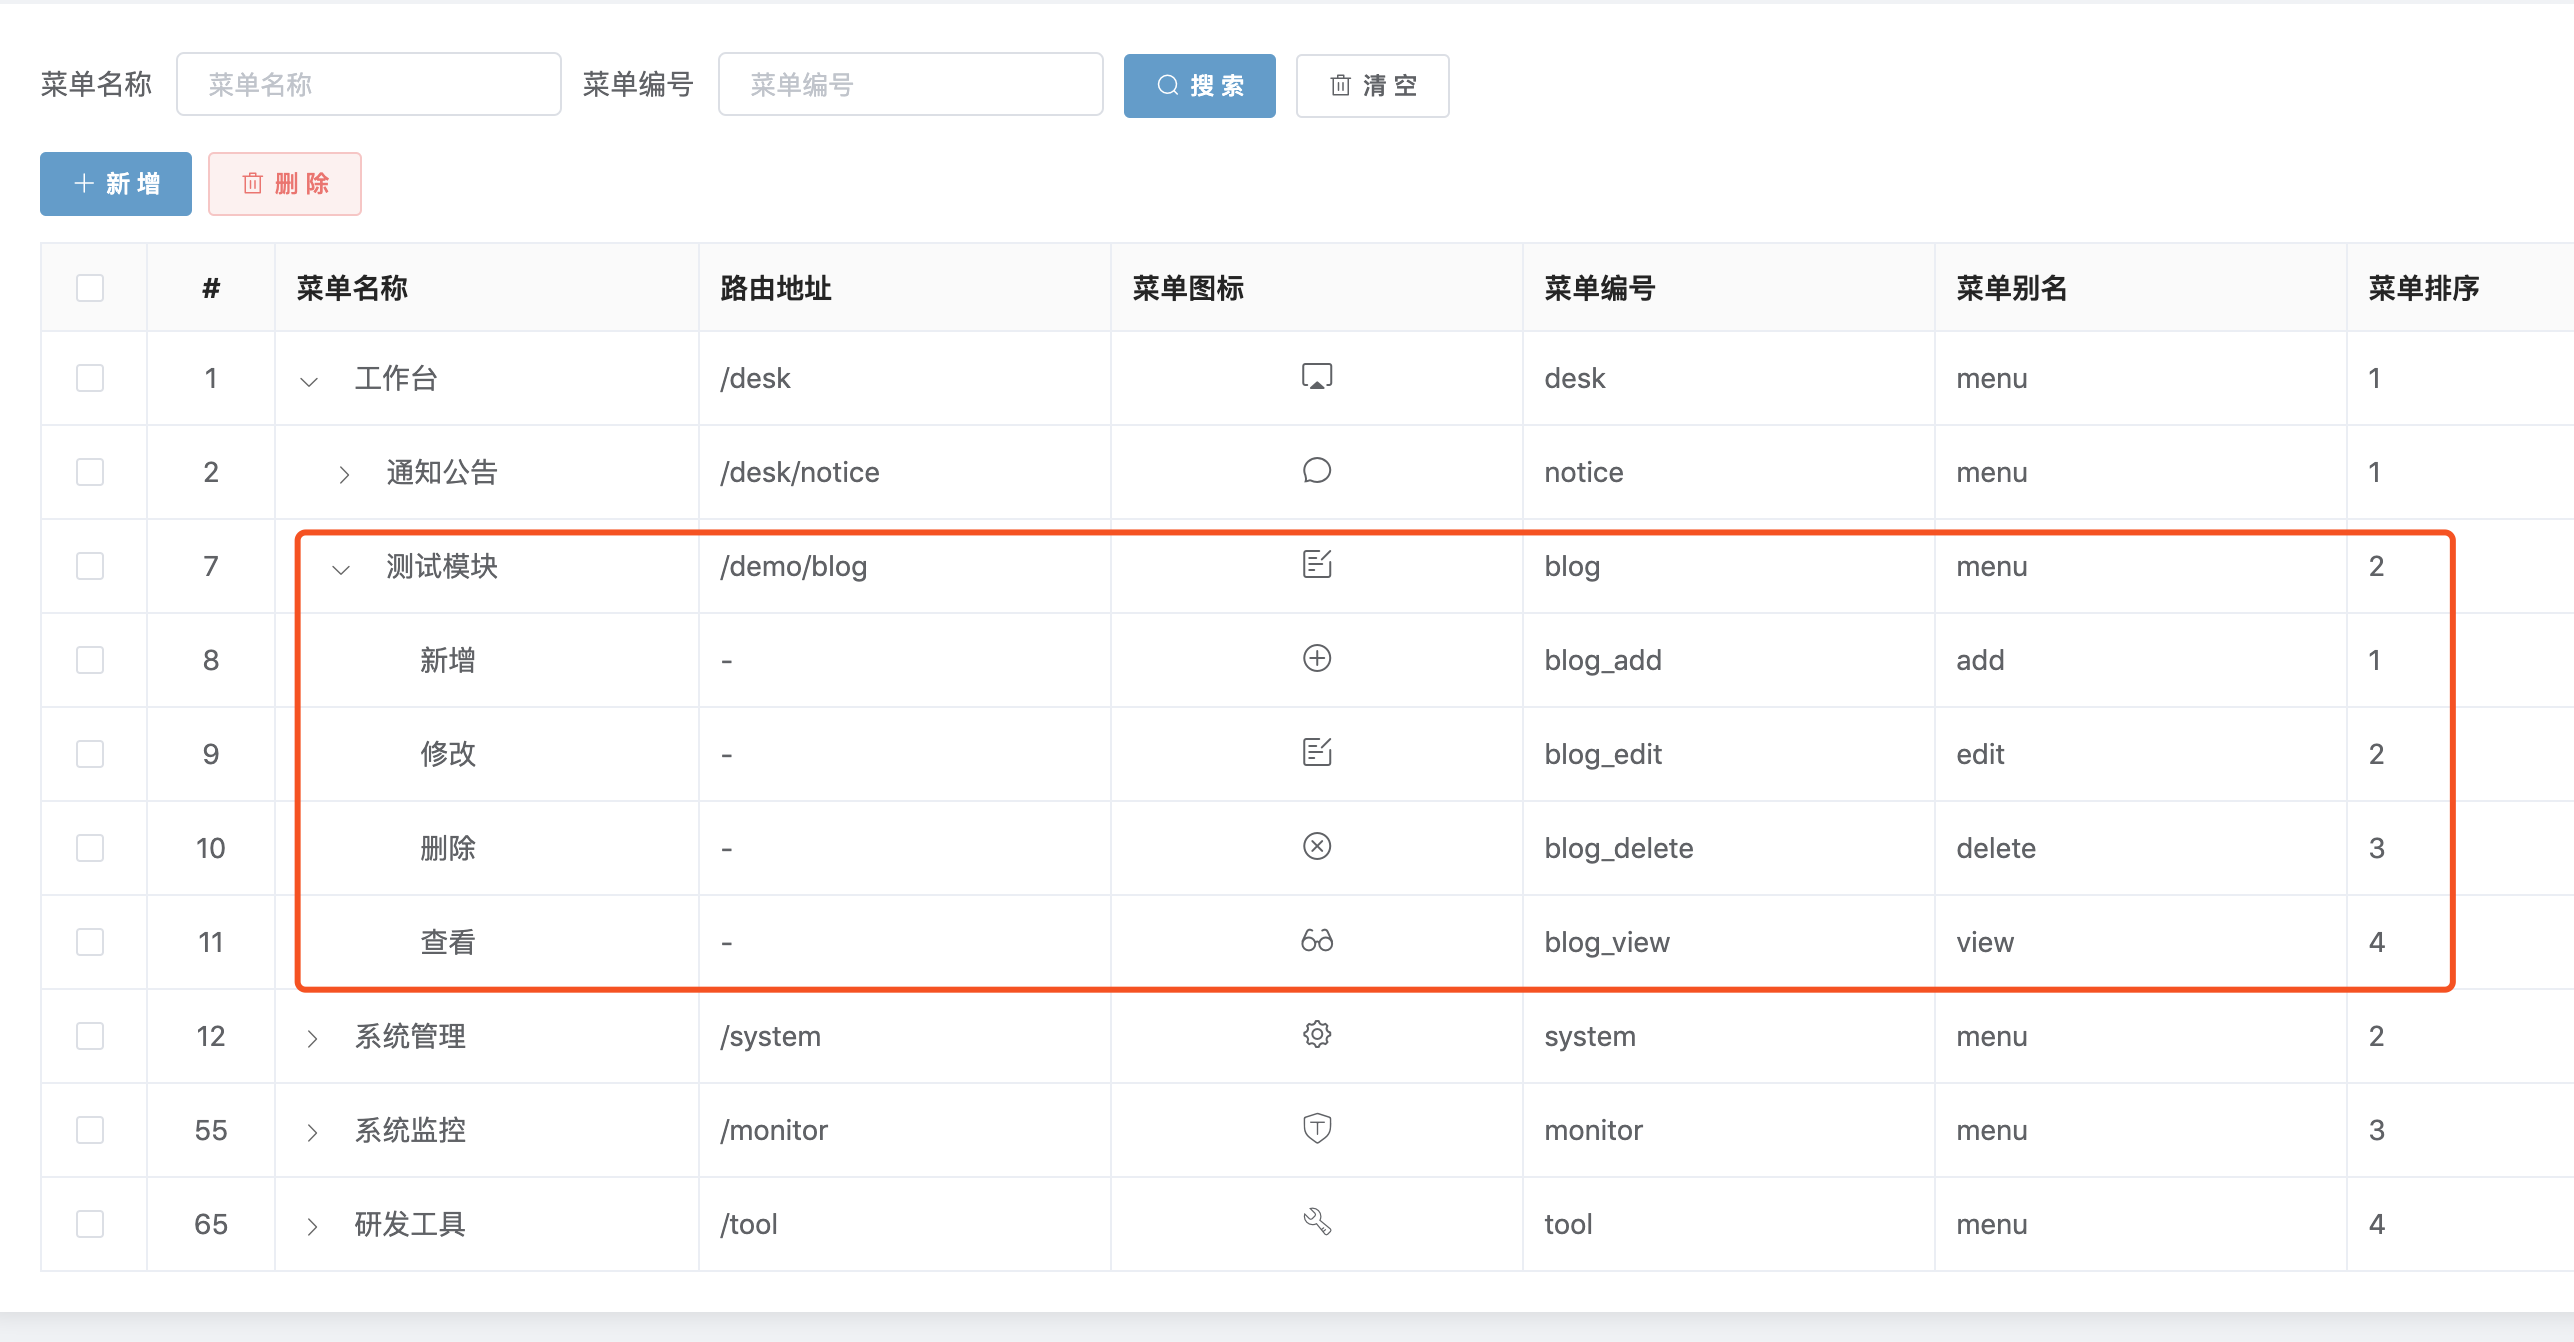 菜单名称 菜单名称 菜单编号 菜单编号 搜 索 清 空
新 增 删 除
# 菜单名称 路由地址 菜单图标 菜单编号 菜单别名 菜单排序
1 工作台 /desk desk menu 1
2 通知公告 /desk/notice notice menu 1
7 测试模块 /demo/blog blog menu 2
8 新增 - blog_add add 1
9 修改 - blog_edit edit 2
10 删除 - blog_delete delete 3
11 查看 - blog_view view 4
12 系统管理 /system system menu 2
55 系统监控 /monitor monitor menu 3
65 研发工具 /tool tool menu 4